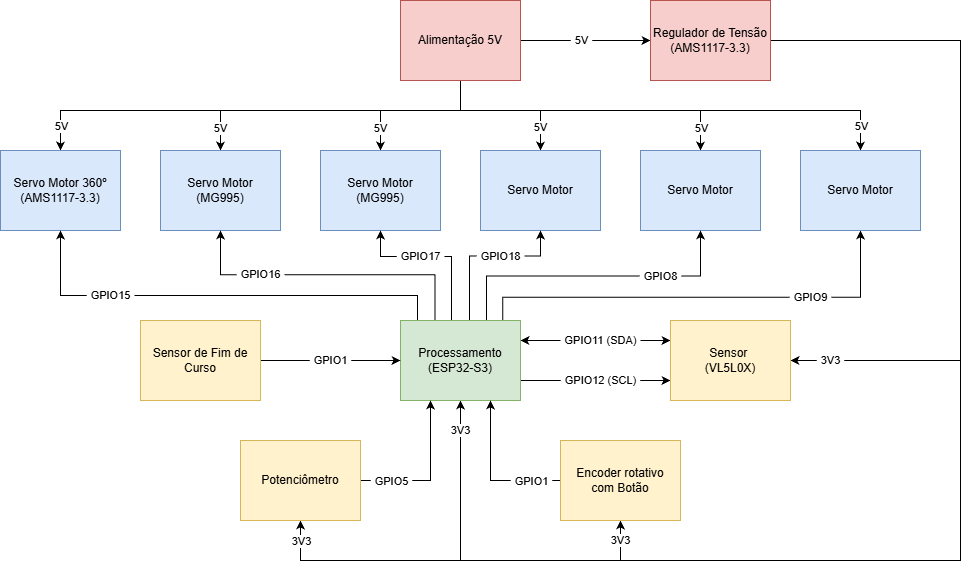 Alimentação 5V
5V
Regulador de Tensão
(AMS1117-3.3)
5V
5V
5V
5V
5V
5V
Servo Motor 360º
(AMS1117-3.3)
Servo Motor
(MG995)
Servo Motor
(MG995)
Servo Motor
Servo Motor
Servo Motor
GPIO17
GPIO18
GPIO16
GPIO8
GPIO15
GPIO9
Sensor de Fim de
Curso
GPIO1
Processamento
(ESP32-S3)
GPIO11 (SDA)
GPIO12 (SCL)
Sensor
(VL5L0X)
3V3
3V3
Potenciômetro
GPIO5
GPIO1
Encoder rotativo
com Botão
3V3
3V3